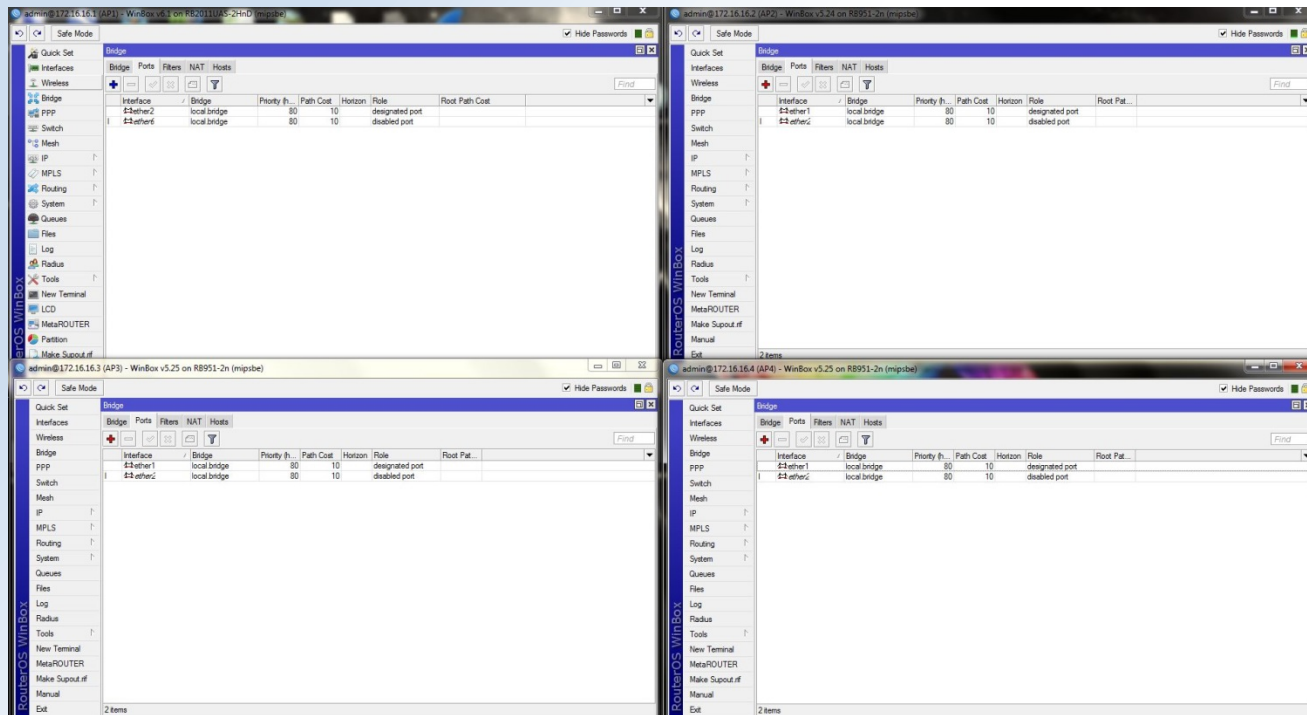 admin@172.16.16.1 (AP1) - WinBox v6.1 on RB2011UAS-2HnD (mipsbe)
Safe Mode
Hide Passwords
Quick Set
Interfaces
Wireless
Bridge
PPP
Switch
Mesh
IP
MPLS
Routing
System
Queues
Files
Log
Radius
Tools
New Terminal
LCD
MetaROUTER
Partition
Make Supout.rif
RouterOS WinBox
Bridge
Bridge Ports Filters NAT Hosts
Find
Interface Bridge Priority (h... Path Cost Horizon Role Root Path Cost
ether2 local.bridge 80 10 designated port
I ether6 local.bridge 80 10 disabled port
admin@172.16.16.2 (AP2) - WinBox v5.24 on RB951-2n (mipsbe)
Safe Mode
Hide Passwords
Quick Set
Interfaces
Wireless
Bridge
PPP
Switch
Mesh
IP
MPLS
Routing
System
Queues
Files
Log
Radius
Tools
New Terminal
MetaROUTER
Make Supout.rif
Manual
Exit
RouterOS WinBox
Bridge
Bridge Ports Filters NAT Hosts
Find
Interface Bridge Priority (h... Path Cost Horizon Role Root Pat...
ether1 local.bridge 80 10 designated port
I ether2 local.bridge 80 10 disabled port
2 items
admin@172.16.16.3 (AP3) - WinBox v5.25 on RB951-2n (mipsbe)
Safe Mode
Hide Passwords
Quick Set
Interfaces
Wireless
Bridge
PPP
Switch
Mesh
IP
MPLS
Routing
System
Queues
Files
Log
Radius
Tools
New Terminal
MetaROUTER
Make Supout.rif
Manual
Exit
RouterOS WinBox
Bridge
Bridge Ports Filters NAT Hosts
Find
Interface Bridge Priority (h... Path Cost Horizon Role Root Pat...
ether1 local.bridge 80 10 designated port
I ether2 local.bridge 80 10 disabled port
2 items
admin@172.16.16.4 (AP4) - WinBox v5.25 on RB951-2n (mipsbe)
Safe Mode
Hide Passwords
Quick Set
Interfaces
Wireless
Bridge
PPP
Switch
Mesh
IP
MPLS
Routing
System
Queues
Files
Log
Radius
Tools
New Terminal
MetaROUTER
Make Supout.rif
Manual
Exit
RouterOS WinBox
Bridge
Bridge Ports Filters NAT Hosts
Find
Interface Bridge Priority (h... Path Cost Horizon Role Root Pat...
ether1 local.bridge 80 10 designated port
I ether2 local.bridge 80 10 disabled port
2 items